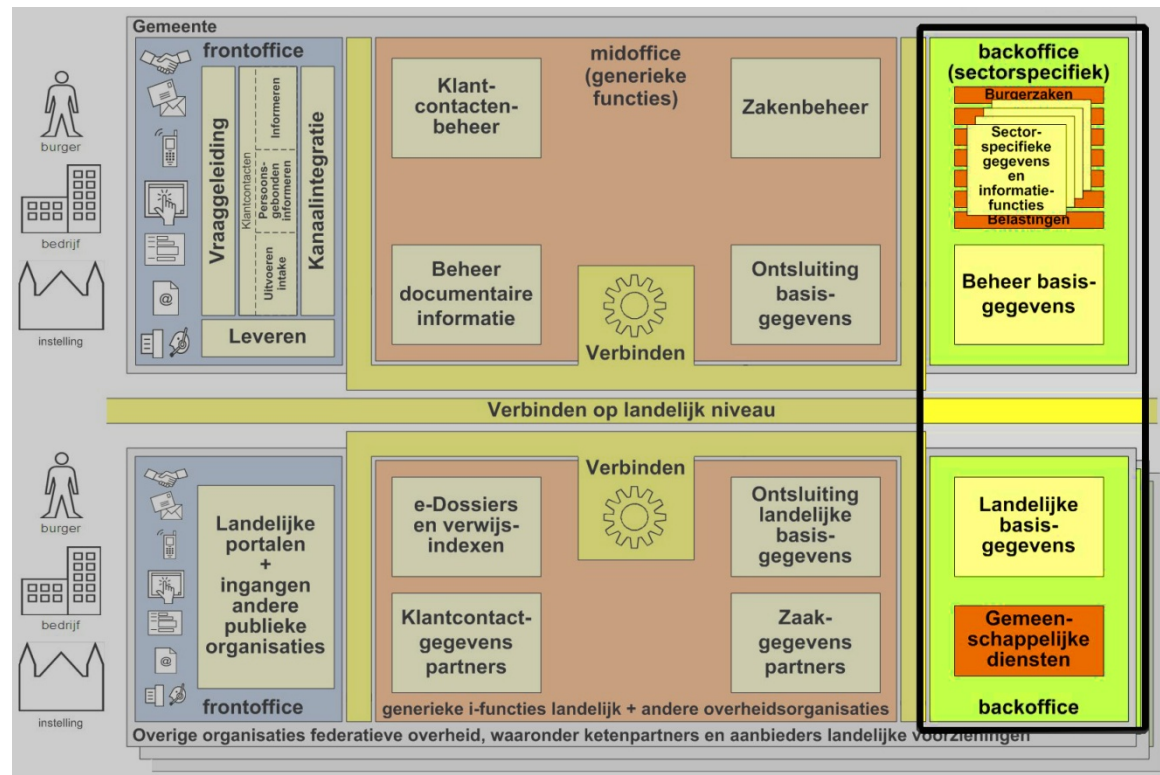 Gemeente
frontoffice
burger
bedrijf
instelling
Vraaggeleiding
Klantcontacten
Informeren
Persoons-
gebonden
informeren
Uitvoeren
intake
Kanaalintegratie
Leveren
@
midoffice
(generieke
functies)
Klant-
contacten-
beheer
Zakenbeheer
Beheer
documentaire
informatie
Verbinden
Ontsluiting
basis-
gegevens
backoffice
(sectorspecifiek)
Burgerzaken
Sector-
specifieke
gegevens
en
informatie-
functies
Belastingen
Beheer basis-
gegevens
Verbinden op landelijk niveau
burger
bedrijf
instelling
@
Landelijke
portalen
+
ingangen
andere
publieke
organisaties
frontoffice
Verbinden
e-Dossiers
en verwijs-
indexen
Ontsluiting
landelijke
basis-
gegevens
Klantcontact-
gegevens
partners
Zaak-
gegevens
partners
generieke i-functies landelijk + andere overheidsorganisaties
Landelijke
basis-
gegevens
Gemeen-
schappelijke
diensten
backoffice
Overige organisaties federatieve overheid, waaronder ketenpartners en aanbieders landelijke voorzieningen